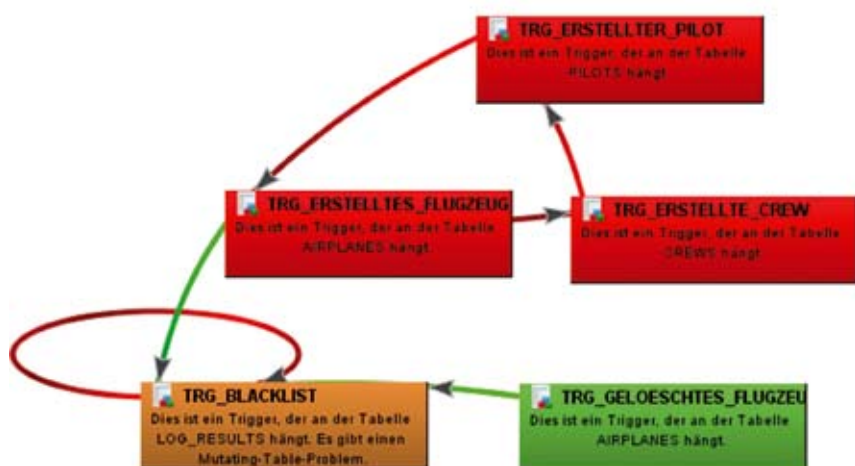 TRG_ERSTELLTER_PILOT
Dies ist ein Trigger, der an der Tabelle
PILOTS hängt.
TRG_ERSTELLTES_FLUGZEUG
Dies ist ein Trigger, der an der Tabelle
AIRPLANES hängt.
TRG_ERSTELLTE_CREW
Dies ist ein Trigger, der an der Tabelle
CREWS hängt.
TRG_BLACKLIST
Dies ist ein Trigger, der an der Tabelle
LOG_RESULTS hängt. Es gibt einen
Mutating-Table-Problem.
TRG_GELOESCHTES_FLUGZEU
Dies ist ein Trigger, der an der Tabelle
AIRPLANES hängt.